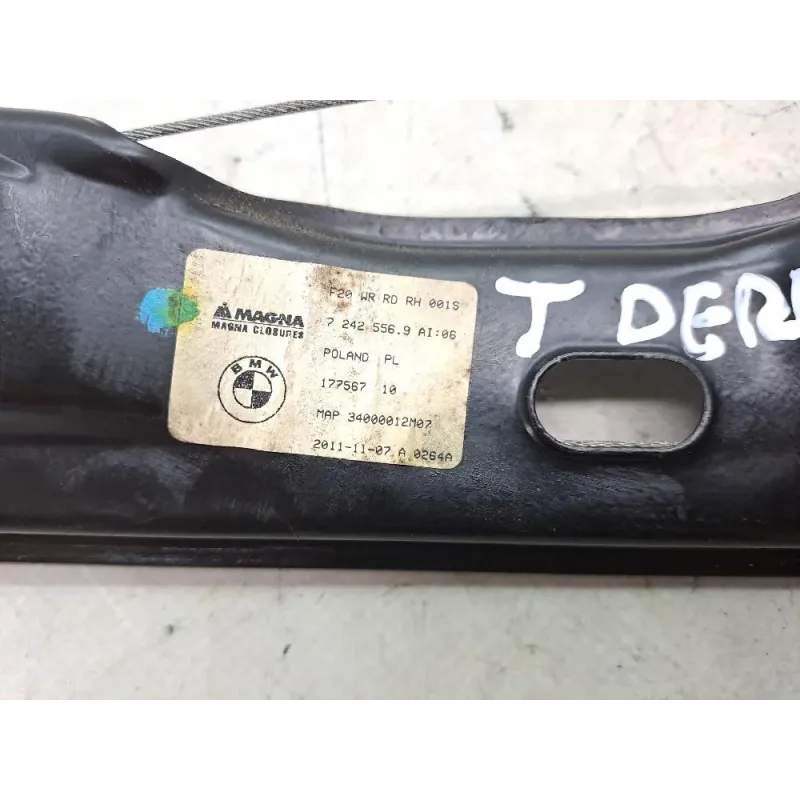 F20 WR RD RH 001S
MAGNA
MAGNA CLOSURES
7 242 556.9 AI:06
POLAND PL
BMW
177567 10
MAP 34000012M07
2011-11-07 A 0264A
T DER